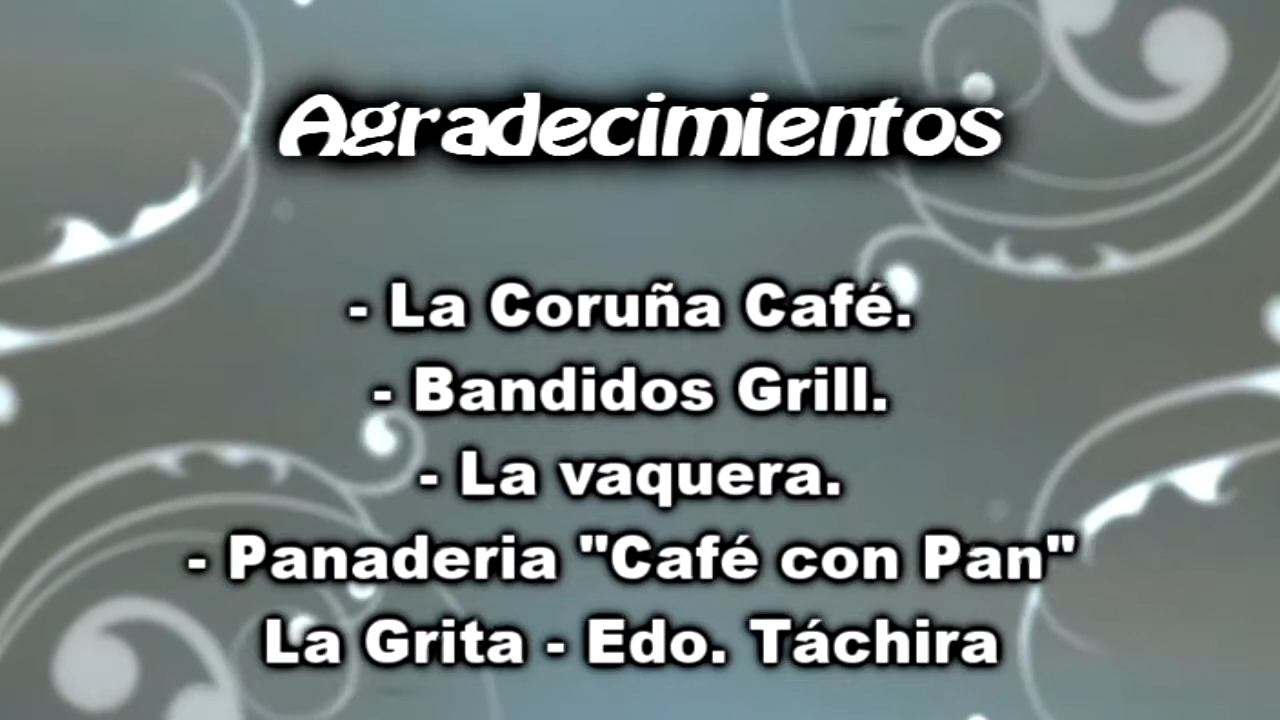 Agradecimientos
- La Coruña Café.
- Bandidos Grill.
- La vaquera.
- Panaderia "Café con Pan"
La Grita - Edo. Táchira